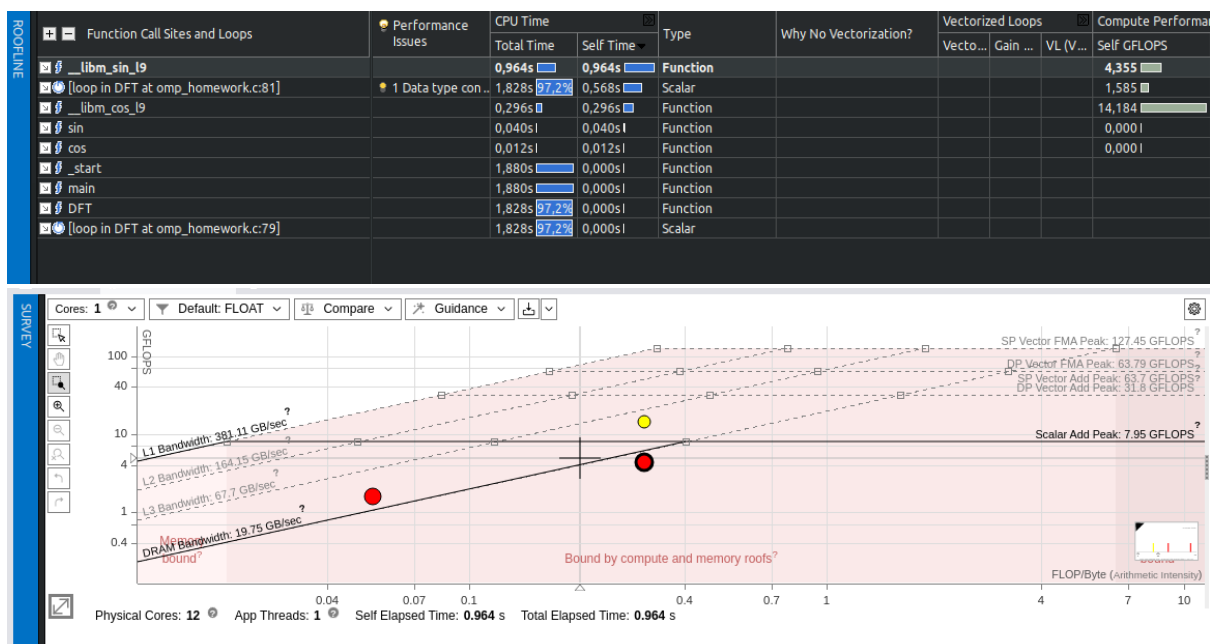 ROOFLINE
Function Call Sites and Loops
Performance Issues
CPU Time
Total Time Self Time
Type
Why No Vectorization?
Vectorized Loops
Vecto... Gain ... VL (V...
Compute Performa
Self GFLOPS
__libm_sin_l9 0,964s 0,964s Function 4,355
[loop in DFT at omp_homework.c:81] 1 Data type con .. 1,828s 97,2% 0,568s Scalar 1,585
__libm_cos_l9 0,296s 0,296s Function 14,184
sin 0,040s 0,040s Function 0,000
cos 0,012s 0,012s Function 0,000
_start 1,880s 0,000s Function
main 1,880s 0,000s Function
DFT 1,828s 97,2% 0,000s Function
[loop in DFT at omp_homework.c:79] 1,828s 97,2% 0,000s Scalar
SURVEY
Cores: 1 ? Default: FLOAT Compare Guidance
GFLOPS
100
40
10
4
1
0.4
SP Vector FMA Peak: 127.45 GFLOPS ?
DP Vector FMA Peak: 63.79 GFLOPS ?
SP Vector Add Peak: 63.7 GFLOPS ?
DP Vector Add Peak: 31.8 GFLOPS
Scalar Add Peak: 7.95 GFLOPS ?
L1 Bandwidth: 381.11 GB/sec ?
L2 Bandwidth: 164.15 GB/sec ?
L3 Bandwidth: 67.7 GB/sec ?
DRAM Bandwidth: 19.75 GB/sec ?
Memory
bound?
Bound by compute and memory roofs?
bound?
FLOP/Byte (Arithmetic Intensity)
0.04 0.07 0.1 0.4 0.7 1 4 7 10
Physical Cores: 12 ? App Threads: 1 ? Self Elapsed Time: 0.964 s Total Elapsed Time: 0.964 s